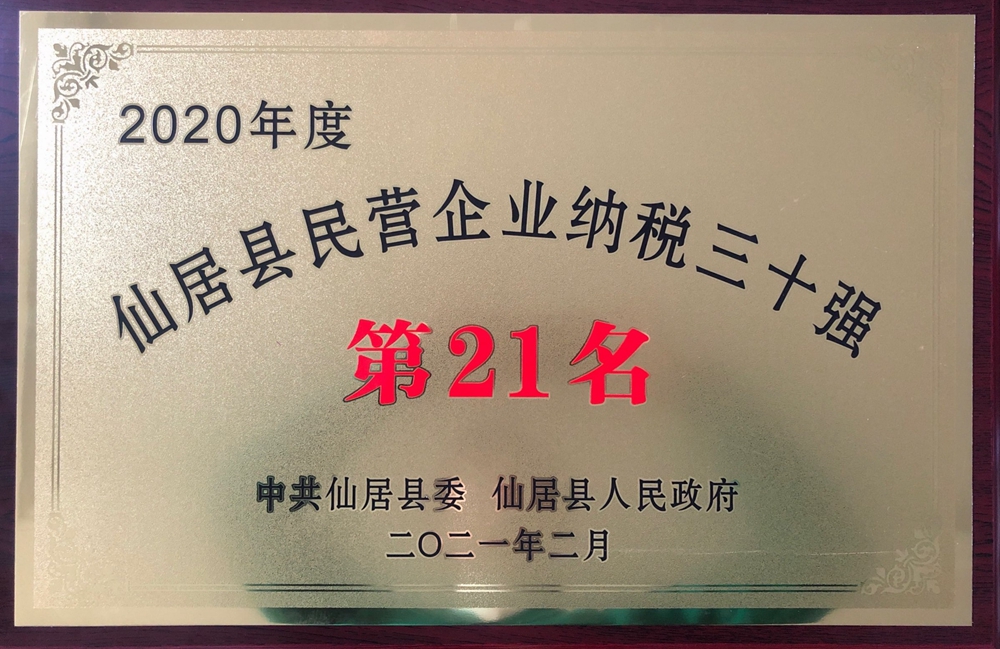 2020年度
仙居县民营企业纳税三十强
第21名
中共仙居县委 仙居县人民政府
二〇二一年二月